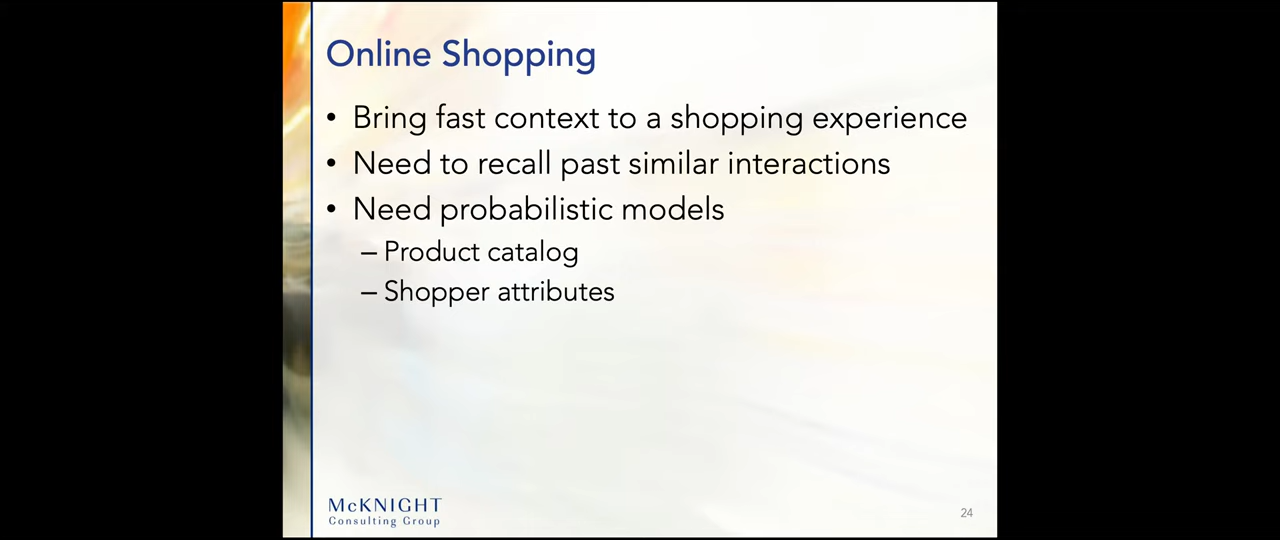 Online Shopping
• Bring fast context to a shopping experience
• Need to recall past similar interactions
• Need probabilistic models
– Product catalog
– Shopper attributes
McKNIGHT
Consulting Group
24